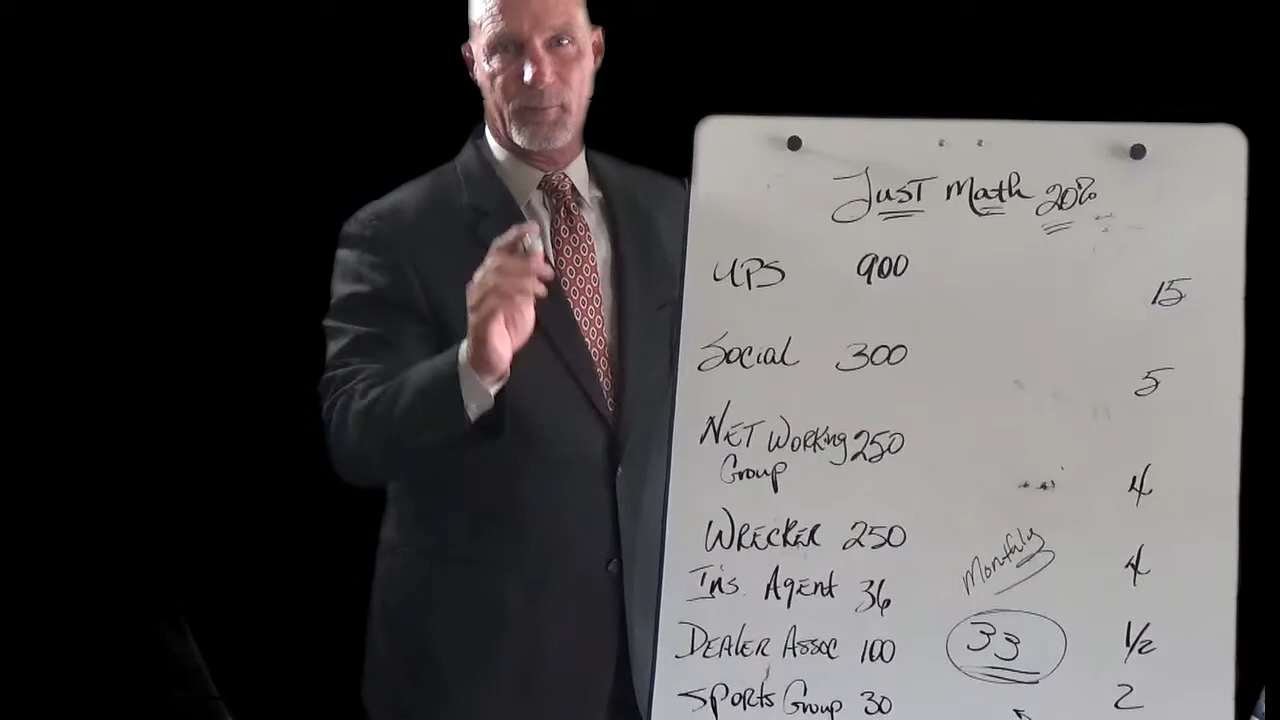 JUST Math 20%
UPS 900 15
Social 300 5
NET Working 250
Group 4
WRECKER 250 Monthly 4
Ins. Agent 36
DEALER ASSOC 100 33 1/2
SPORTS Group 30 2